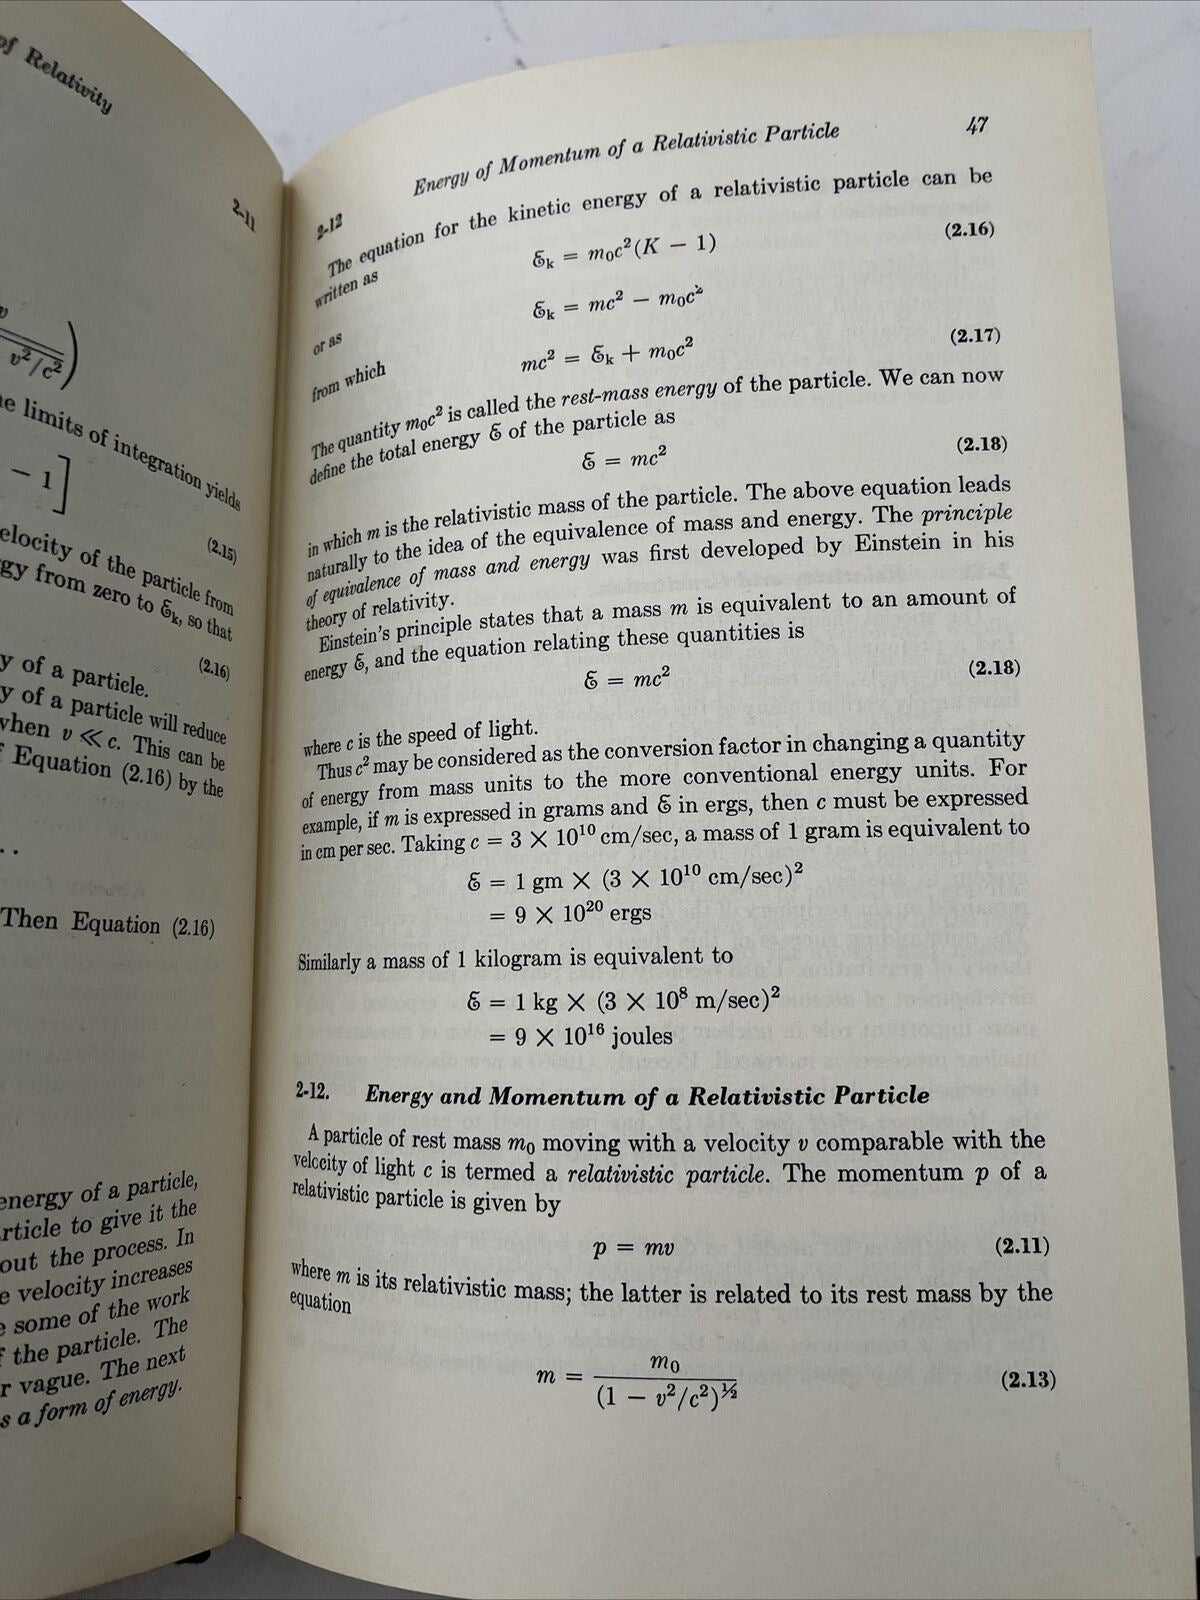 of Relativity
2-11
v
v²/c²
)
he limits of integration yields
− 1]
(2.15)
elocity of the particle from
gy from zero to ℰₖ, so that
(2.16)
y of a particle.
y of a particle will reduce
when v ≪ c. This can be
f Equation (2.16) by the
. .
Then Equation (2.16)
energy of a particle,
rticle to give it the
out the process. In
e velocity increases
e some of the work
f the particle. The
r vague. The next
s a form of energy.
2-12 Energy of Momentum of a Relativistic Particle 47
The equation for the kinetic energy of a relativistic particle can be
written as
ℰₖ = m₀c²(K − 1) (2.16)
or as
ℰₖ = mc² − m₀c²
from which
mc² = ℰₖ + m₀c² (2.17)
The quantity m₀c² is called the rest-mass energy of the particle. We can now
define the total energy ℰ of the particle as
ℰ = mc² (2.18)
in which m is the relativistic mass of the particle. The above equation leads
naturally to the idea of the equivalence of mass and energy. The principle
of equivalence of mass and energy was first developed by Einstein in his
theory of relativity.
Einstein's principle states that a mass m is equivalent to an amount of
energy ℰ, and the equation relating these quantities is
ℰ = mc² (2.18)
where c is the speed of light.
Thus c² may be considered as the conversion factor in changing a quantity
of energy from mass units to the more conventional energy units. For
example, if m is expressed in grams and ℰ in ergs, then c must be expressed
in cm per sec. Taking c = 3 × 10¹⁰ cm/sec, a mass of 1 gram is equivalent to
ℰ = 1 gm × (3 × 10¹⁰ cm/sec)²
= 9 × 10²⁰ ergs
Similarly a mass of 1 kilogram is equivalent to
ℰ = 1 kg × (3 × 10⁸ m/sec)²
= 9 × 10¹⁶ joules
2-12. Energy and Momentum of a Relativistic Particle
A particle of rest mass m₀ moving with a velocity v comparable with the
velocity of light c is termed a relativistic particle. The momentum p of a
relativistic particle is given by
p = mv (2.11)
where m is its relativistic mass; the latter is related to its rest mass by the
equation
m = m₀ / (1 − v²/c²)^½ (2.13)